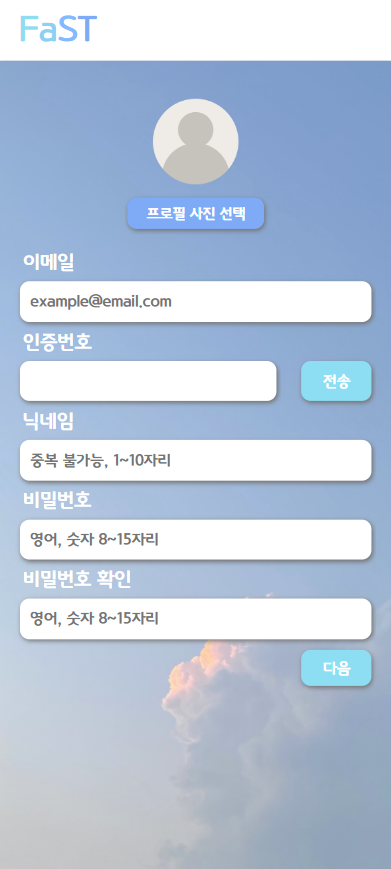 FaST
프로필 사진 선택
이메일
example@email.com
인증번호
전송
닉네임
중복 불가능, 1~10자리
비밀번호
영어, 숫자 8~15자리
비밀번호 확인
영어, 숫자 8~15자리
다음